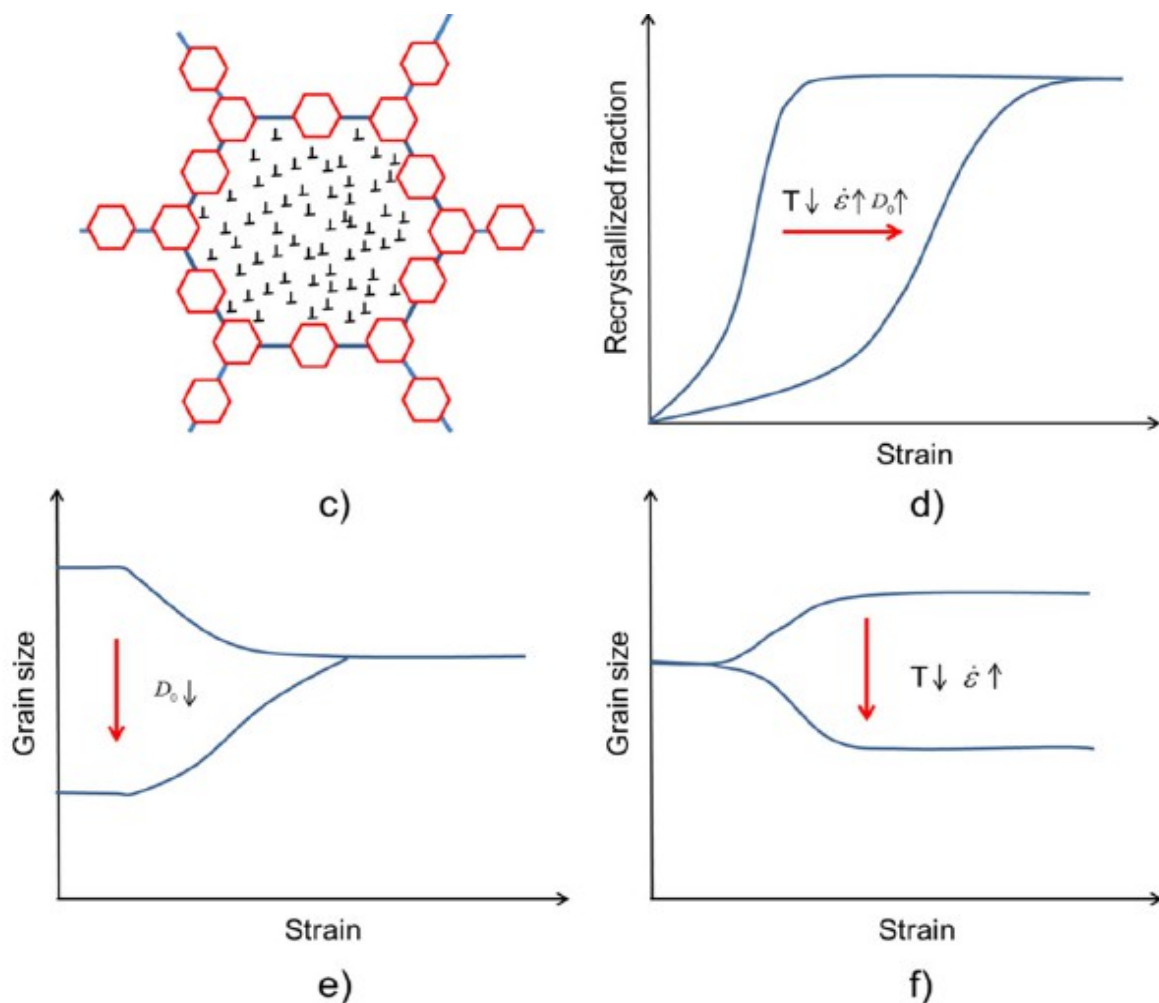 c)
Recrystallized fraction
T↓ ε̇↑ D₀↑
Strain
d)
Grain size
D₀↓
Strain
e)
Grain size
T↓ ε̇↑
Strain
f)